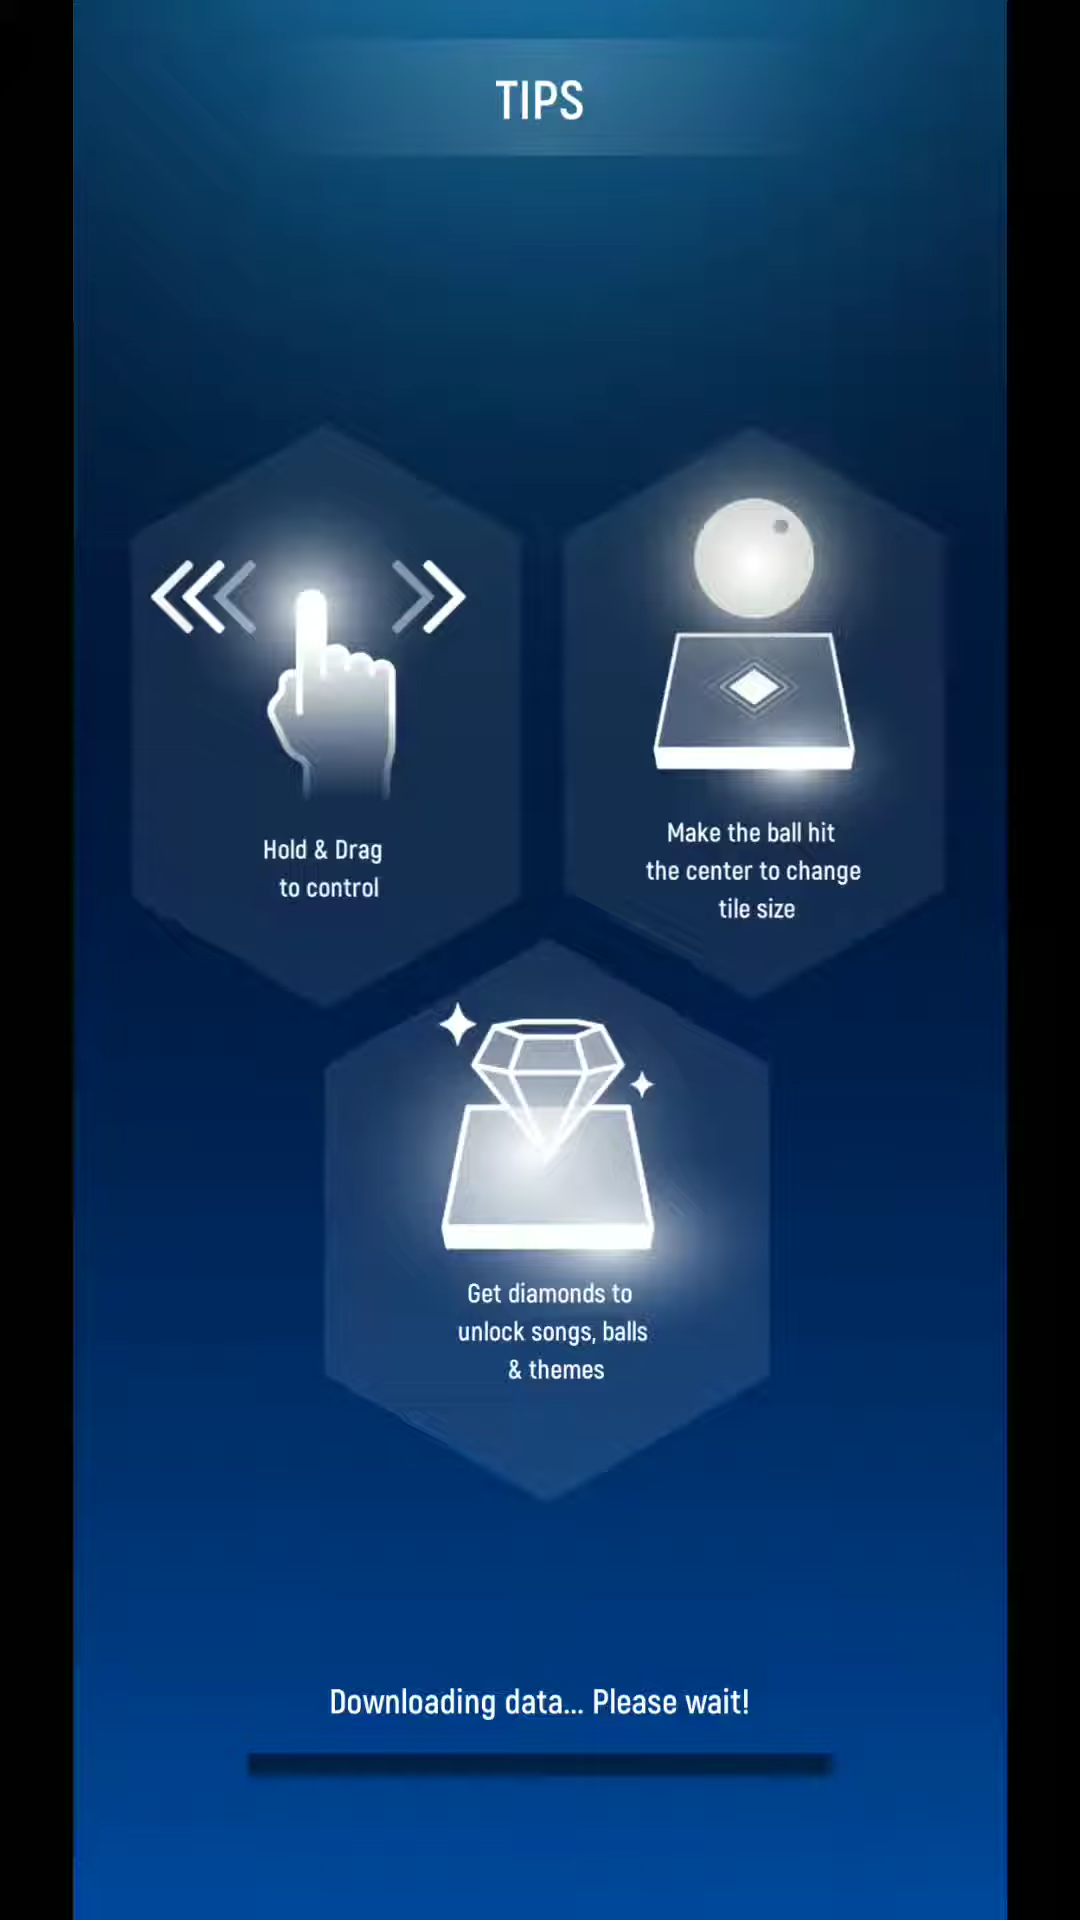 TIPS
Hold & Drag
to control
Make the ball hit
the center to change
tile size
Get diamonds to
unlock songs, balls
& themes
Downloading data... Please wait!